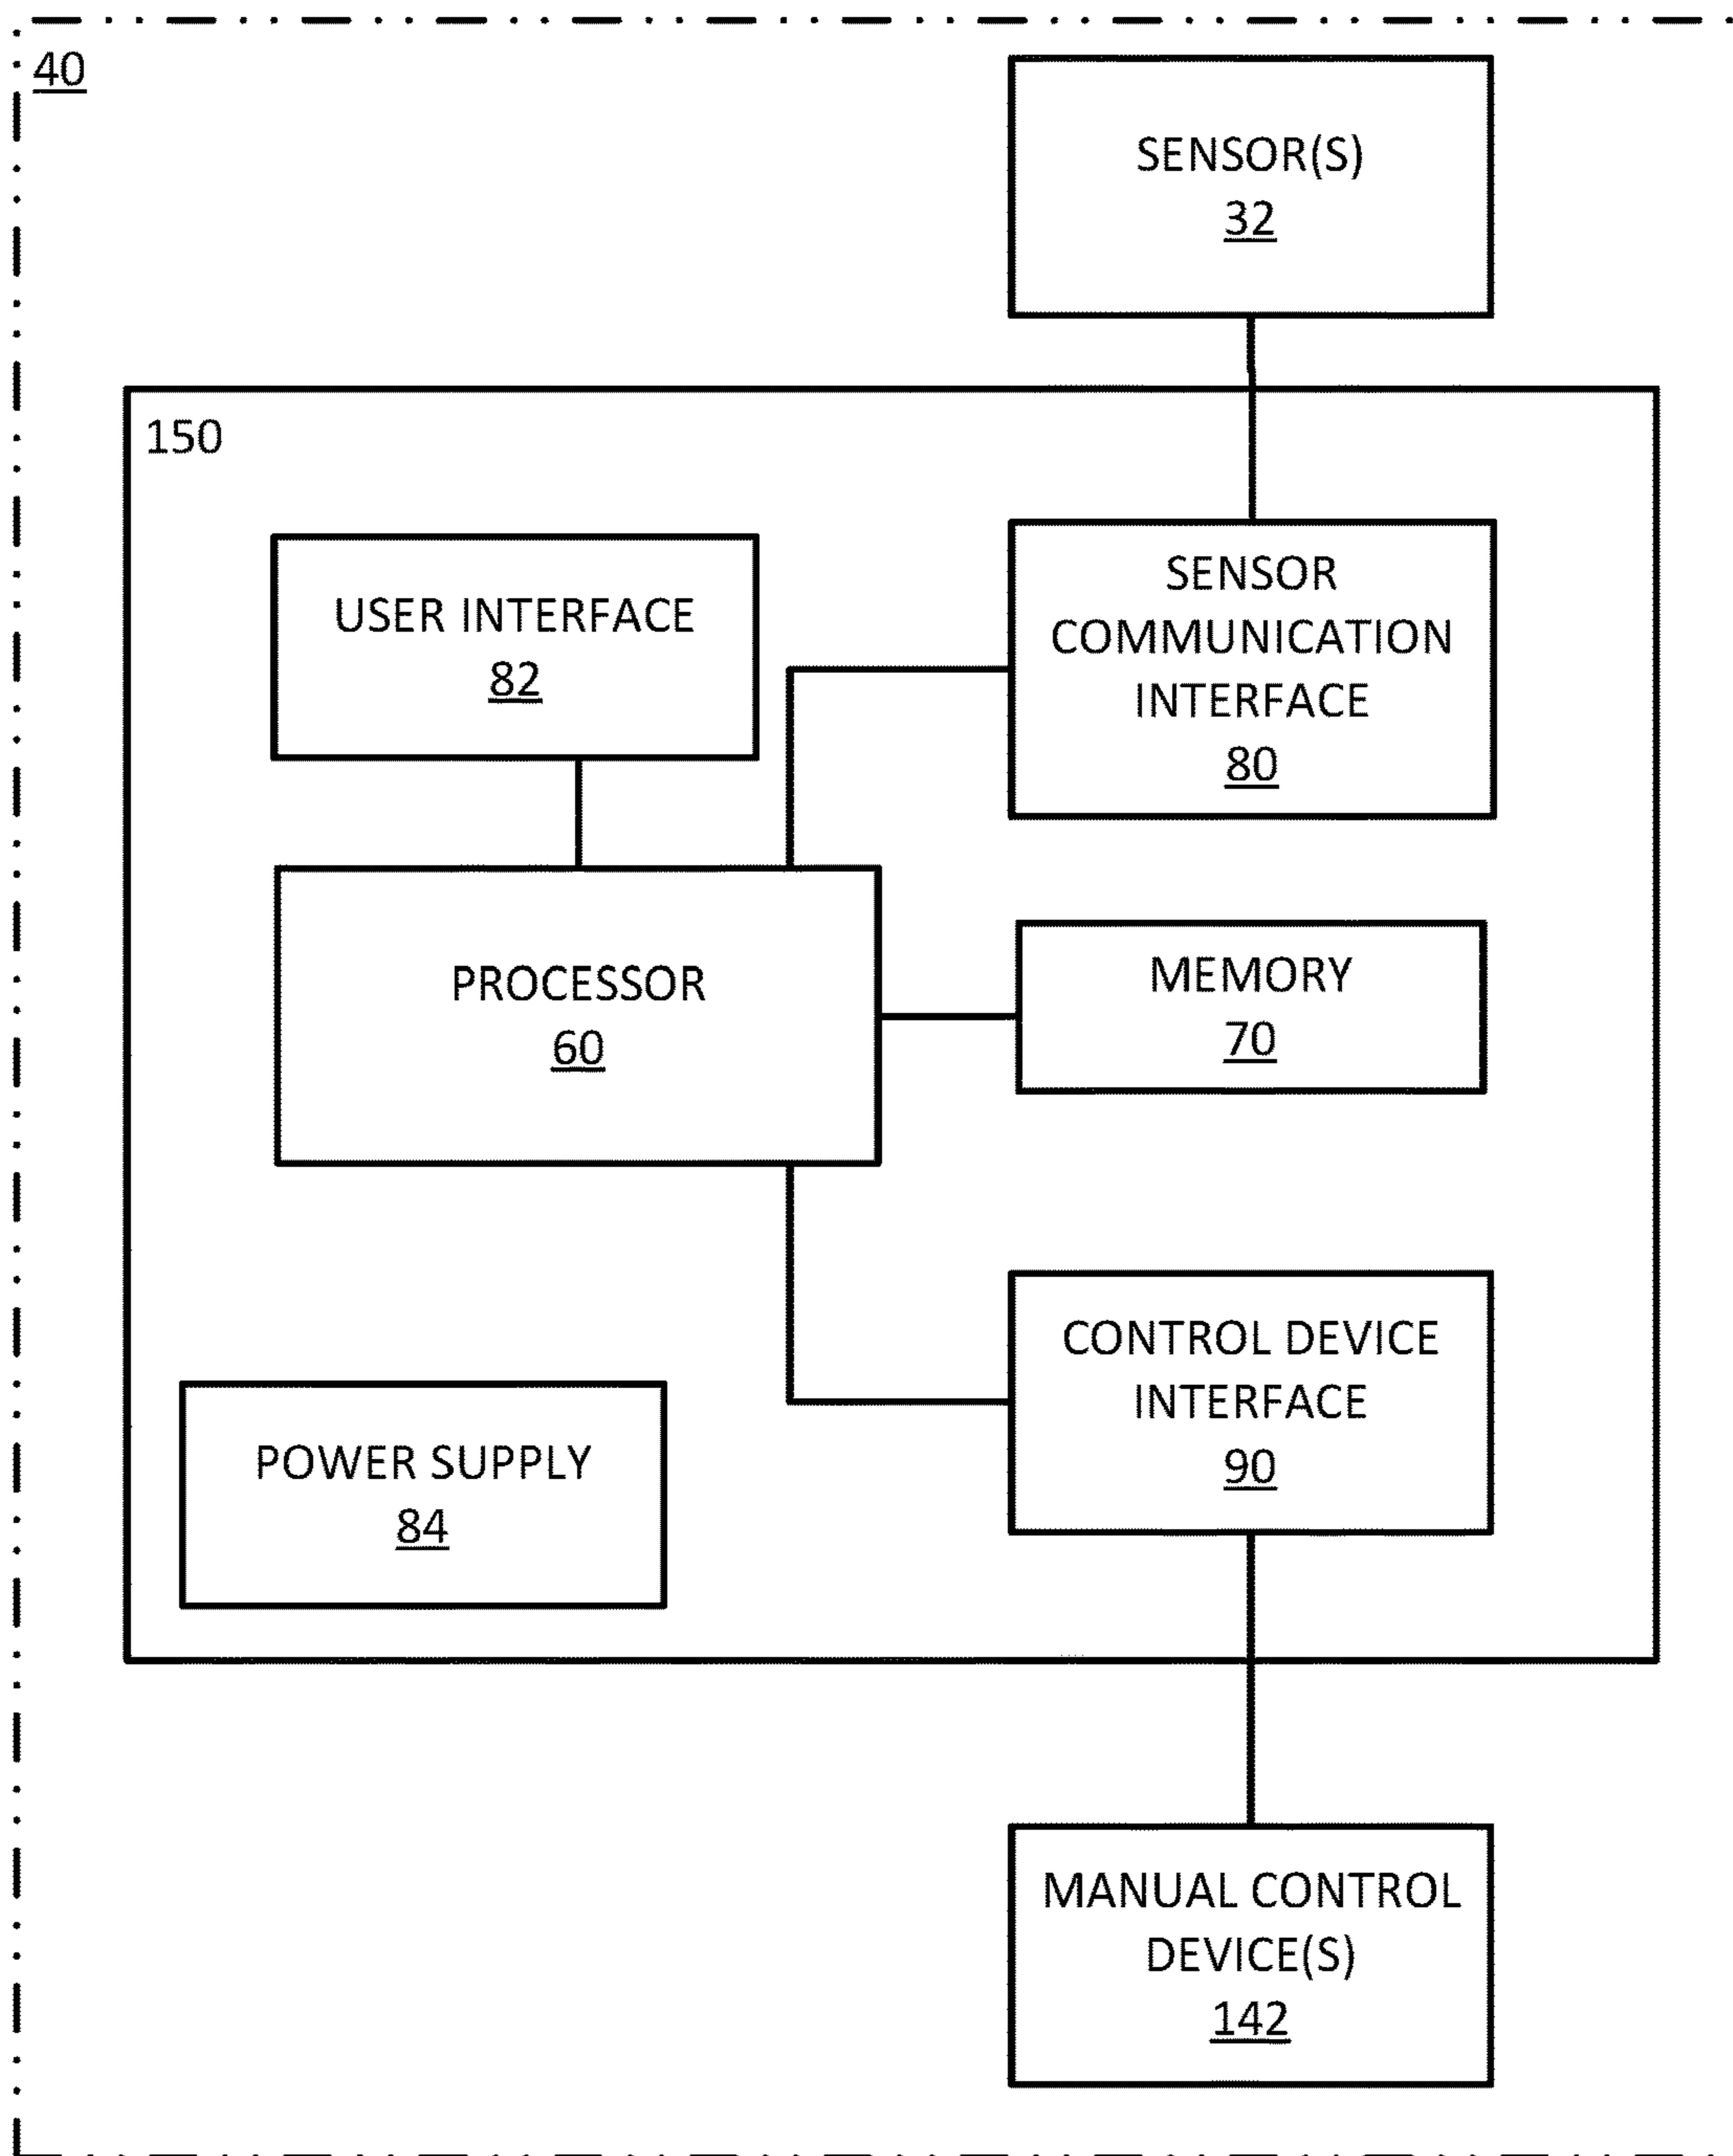 40
SENSOR(S)
32
150
USER INTERFACE
82
SENSOR
COMMUNICATION
INTERFACE
80
PROCESSOR
60
MEMORY
70
CONTROL DEVICE
INTERFACE
90
POWER SUPPLY
84
MANUAL CONTROL
DEVICE(S)
142